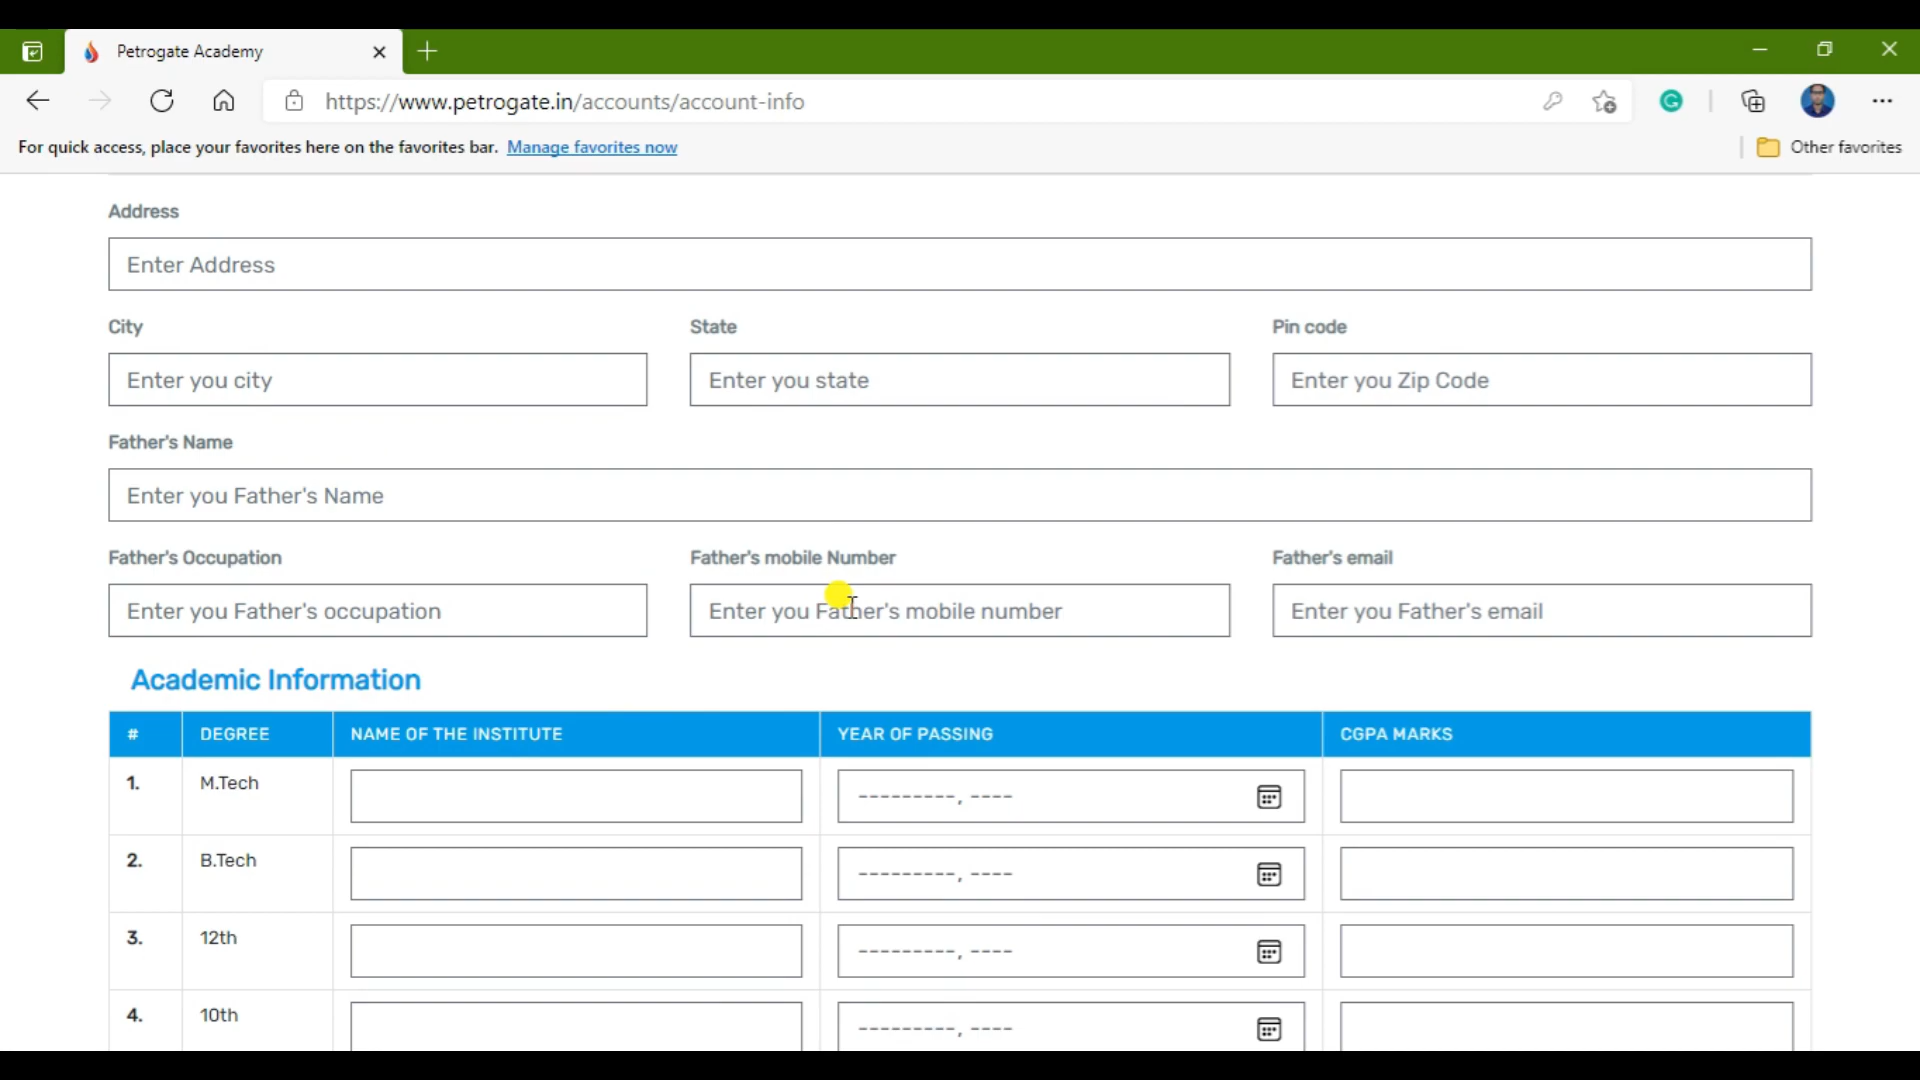 Petrogate Academy
https://www.petrogate.in/accounts/account-info
For quick access, place your favorites here on the favorites bar. Manage favorites now
Other favorites
Address
Enter Address
City State Pin code
Enter you city Enter you state Enter you Zip Code
Father's Name
Enter you Father's Name
Father's Occupation Father's mobile Number Father's email
Enter you Father's occupation Enter you Father's mobile number Enter you Father's email
Academic Information
# DEGREE NAME OF THE INSTITUTE YEAR OF PASSING CGPA MARKS
1. M.Tech ---------, ----
2. B.Tech ---------, ----
3. 12th ---------, ----
4. 10th ---------, ----